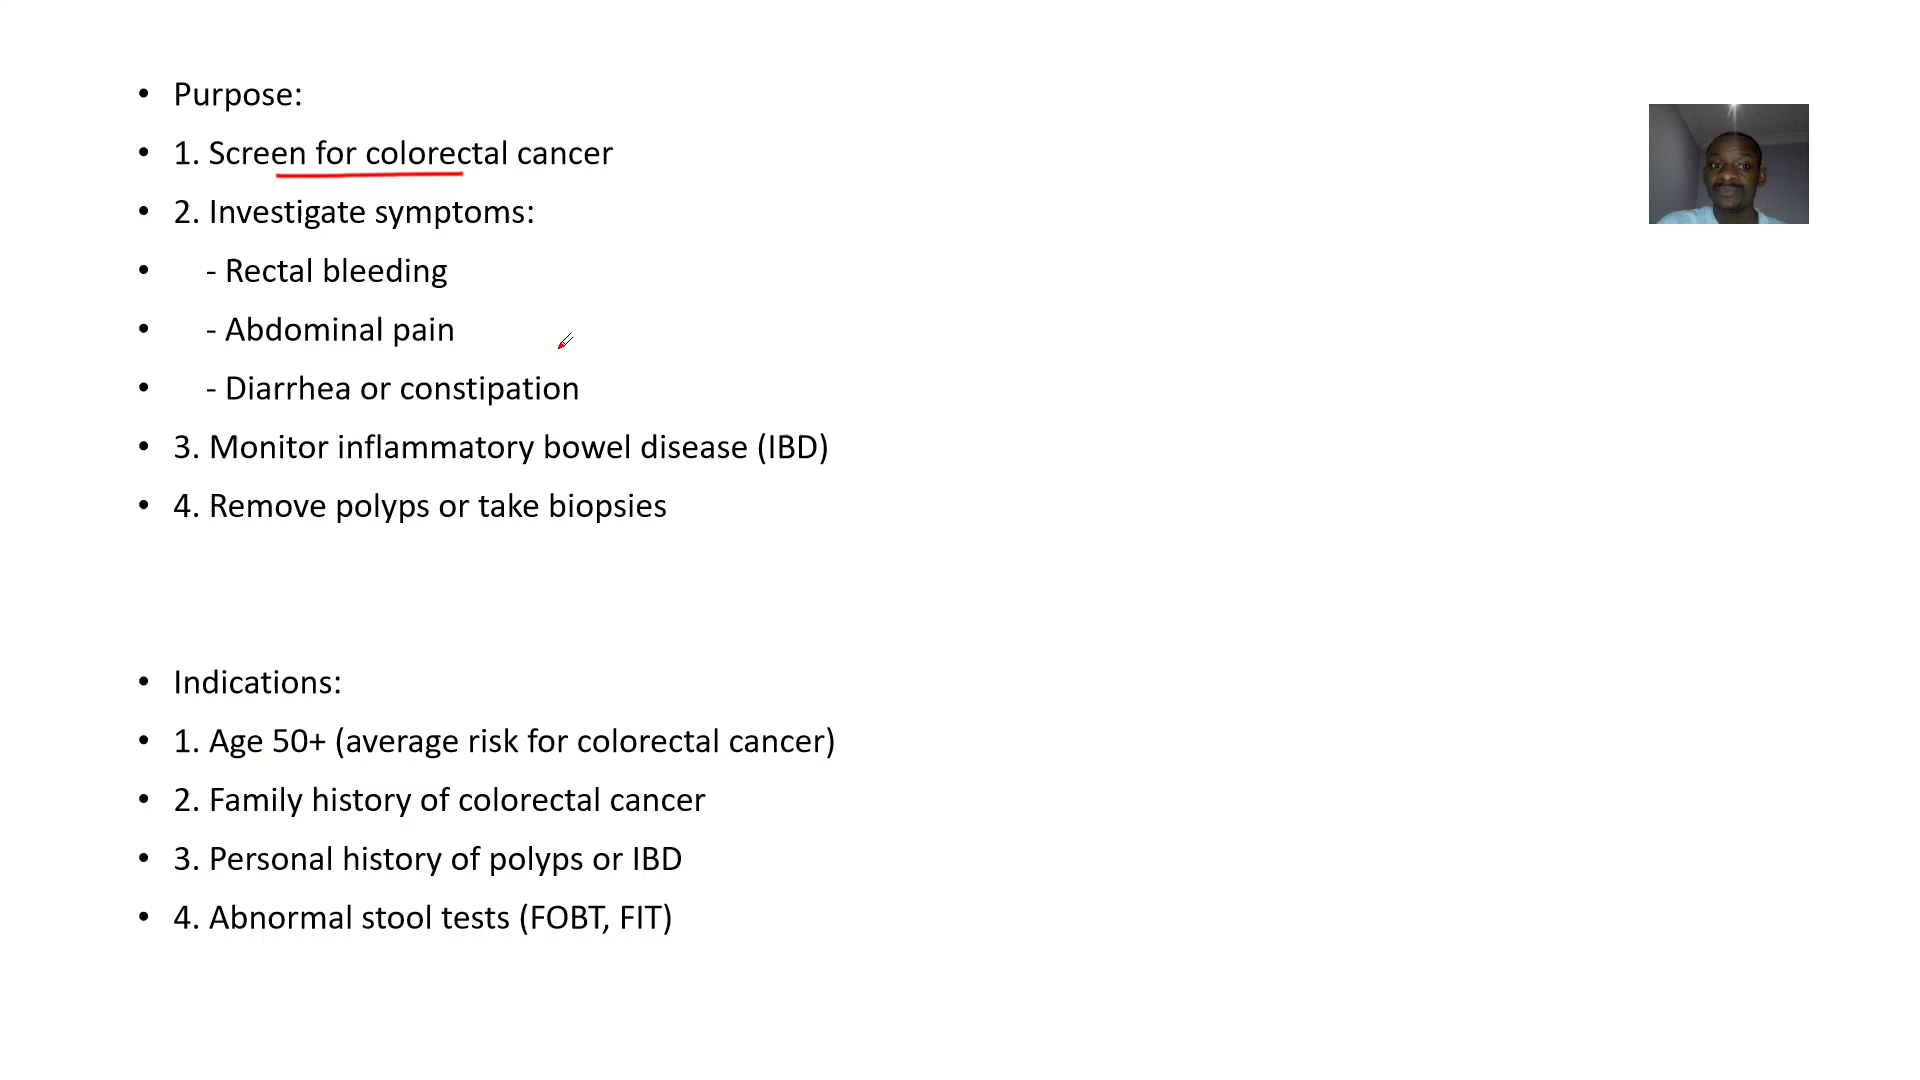 • Purpose:
• 1. Screen for colorectal cancer
• 2. Investigate symptoms:
• - Rectal bleeding
• - Abdominal pain
• - Diarrhea or constipation
• 3. Monitor inflammatory bowel disease (IBD)
• 4. Remove polyps or take biopsies
• Indications:
• 1. Age 50+ (average risk for colorectal cancer)
• 2. Family history of colorectal cancer
• 3. Personal history of polyps or IBD
• 4. Abnormal stool tests (FOBT, FIT)